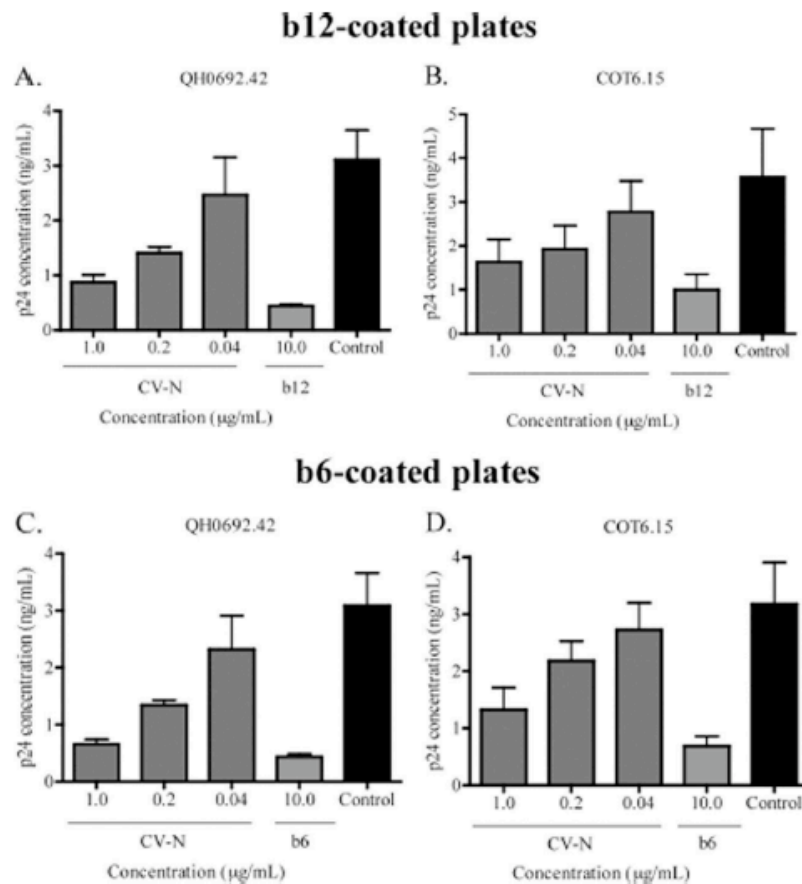 b12-coated plates
A.
QH0692.42
p24 concentration (ng/mL)
4
3
2
1
0
1.0 0.2 0.04 10.0 Control
CV-N b12
Concentration (µg/mL)
B.
COT6.15
p24 concentration (ng/mL)
5
4
3
2
1
0
1.0 0.2 0.04 10.0 Control
CV-N b12
Concentration (µg/mL)
b6-coated plates
C.
QH0692.42
p24 concentration (ng/mL)
4
3
2
1
0
1.0 0.2 0.04 10.0 Control
CV-N b6
Concentration (µg/mL)
D.
COT6.15
p24 concentration (ng/mL)
4
3
2
1
0
1.0 0.2 0.04 10.0 Control
CV-N b6
Concentration (µg/mL)